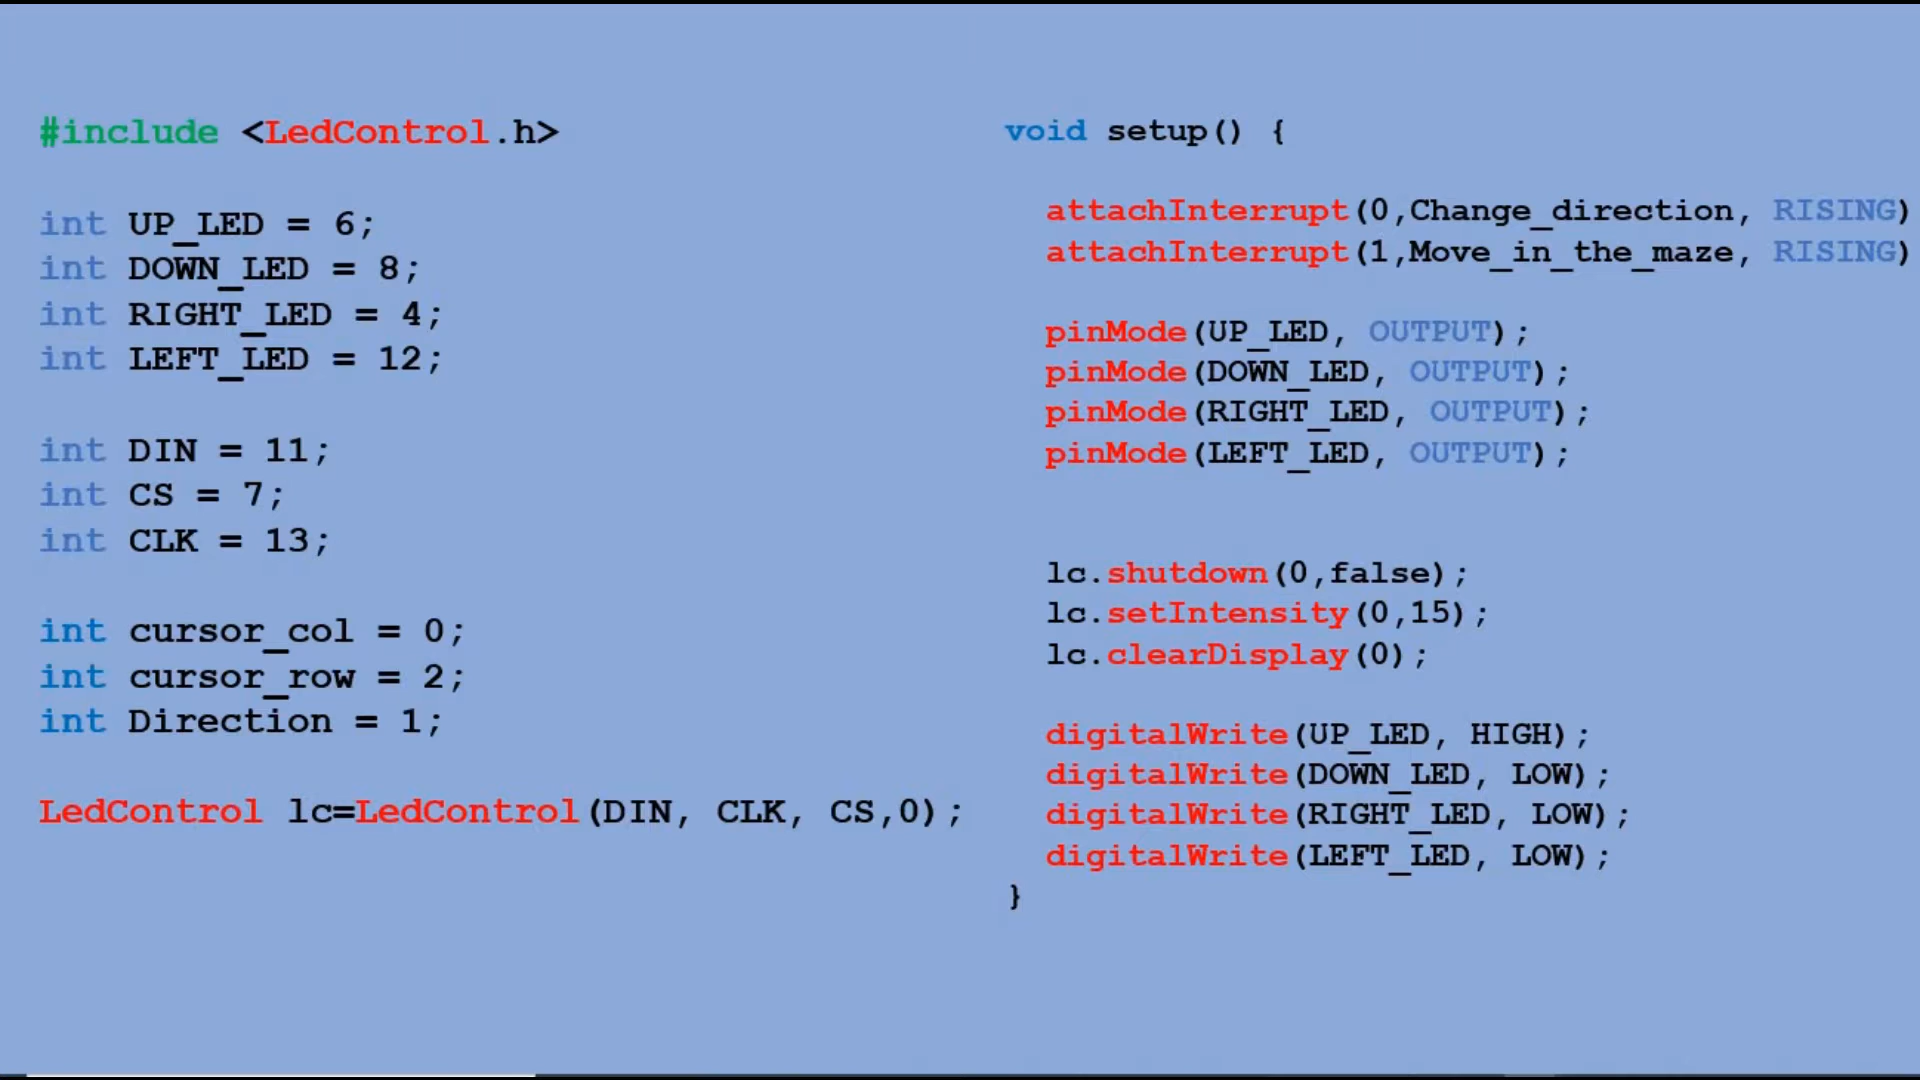 #include <LedControl.h>
int UP_LED = 6;
int DOWN_LED = 8;
int RIGHT_LED = 4;
int LEFT_LED = 12;
int DIN = 11;
int CS = 7;
int CLK = 13;
int cursor_col = 0;
int cursor_row = 2;
int Direction = 1;
LedControl lc=LedControl(DIN, CLK, CS,0);
void setup() {
attachInterrupt(0,Change_direction, RISING)
attachInterrupt(1,Move_in_the_maze, RISING)
pinMode(UP_LED, OUTPUT);
pinMode(DOWN_LED, OUTPUT);
pinMode(RIGHT_LED, OUTPUT);
pinMode(LEFT_LED, OUTPUT);
lc.shutdown(0,false);
lc.setIntensity(0,15);
lc.clearDisplay(0);
digitalWrite(UP_LED, HIGH);
digitalWrite(DOWN_LED, LOW);
digitalWrite(RIGHT_LED, LOW);
digitalWrite(LEFT_LED, LOW);
}